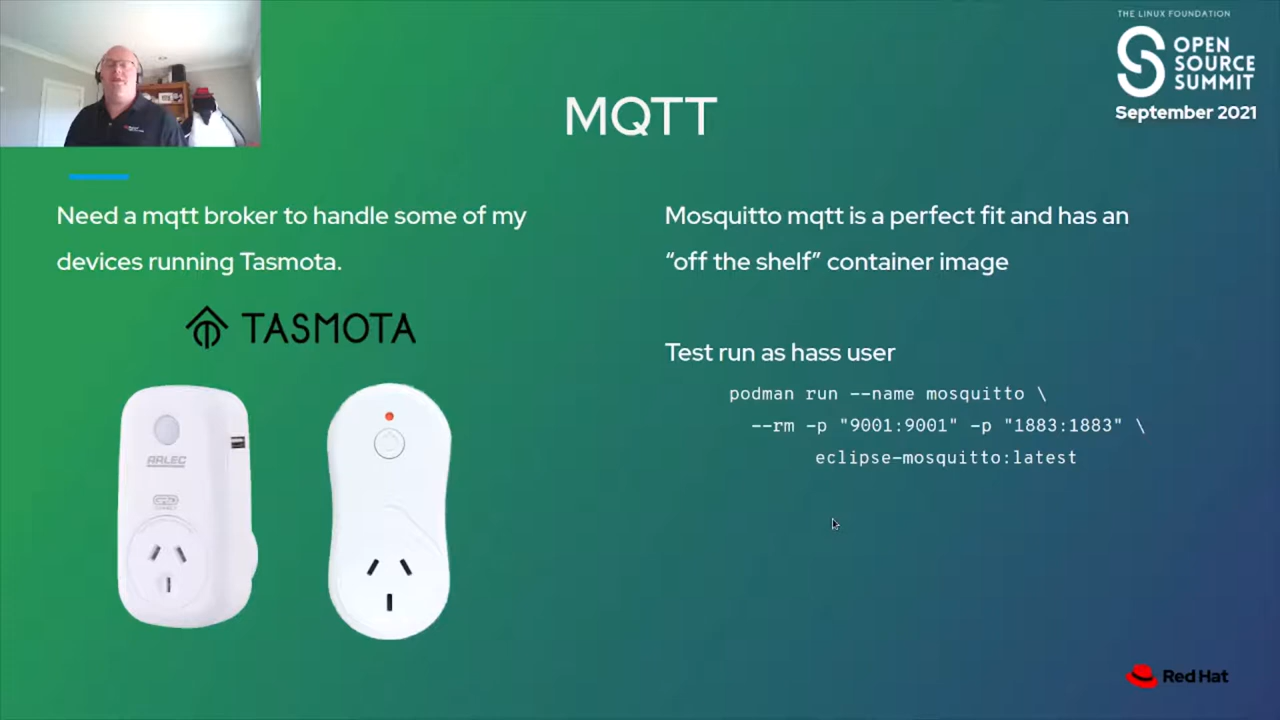 THE LINUX FOUNDATION
OPEN
SOURCE
SUMMIT
September 2021
MQTT
Need a mqtt broker to handle some of my
devices running Tasmota.
TASMOTA
ARLEC
Mosquitto mqtt is a perfect fit and has an
“off the shelf” container image
Test run as hass user
podman run --name mosquitto \
--rm -p "9001:9001" -p "1883:1883" \
eclipse-mosquitto:latest
Red Hat